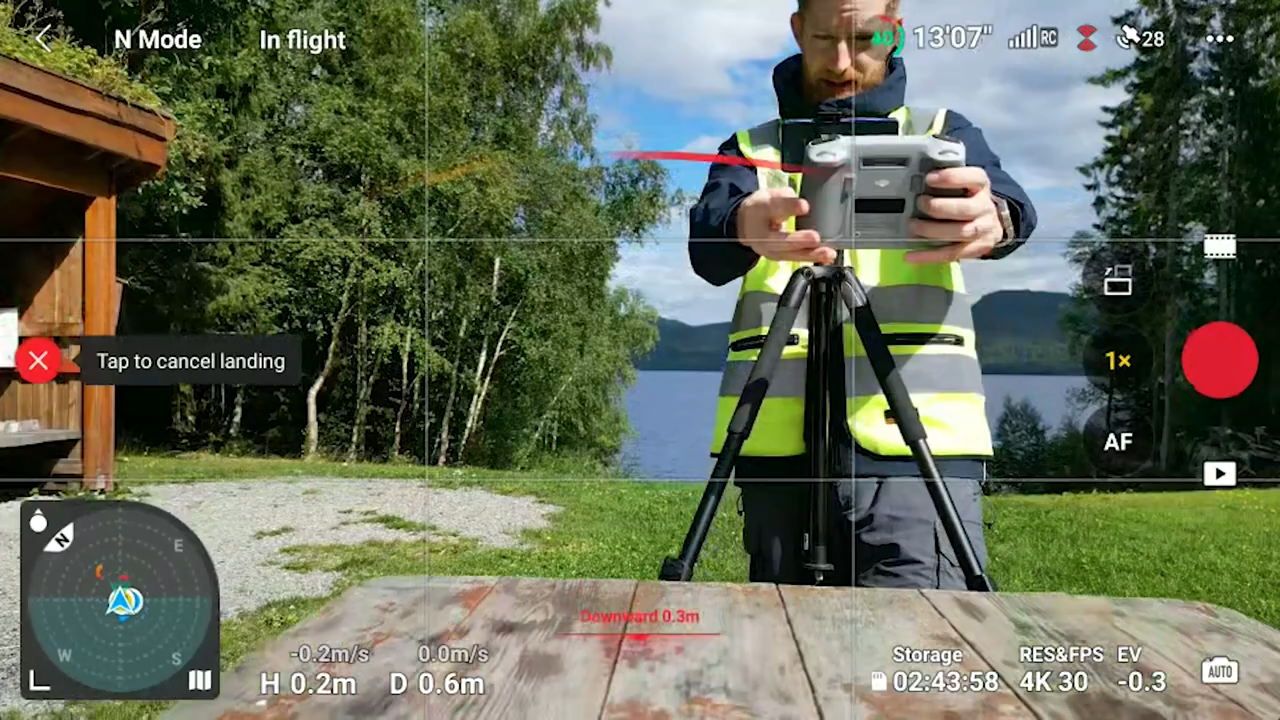 N Mode
In flight
40
13'07"
RC
28
1×
Tap to cancel landing
AF
N
E
W
S
Downward 0.3m
-0.2m/s
0.0m/s
H 0.2m
D 0.6m
Storage
02:43:58
RES&FPS
4K 30
EV
-0.3
AUTO